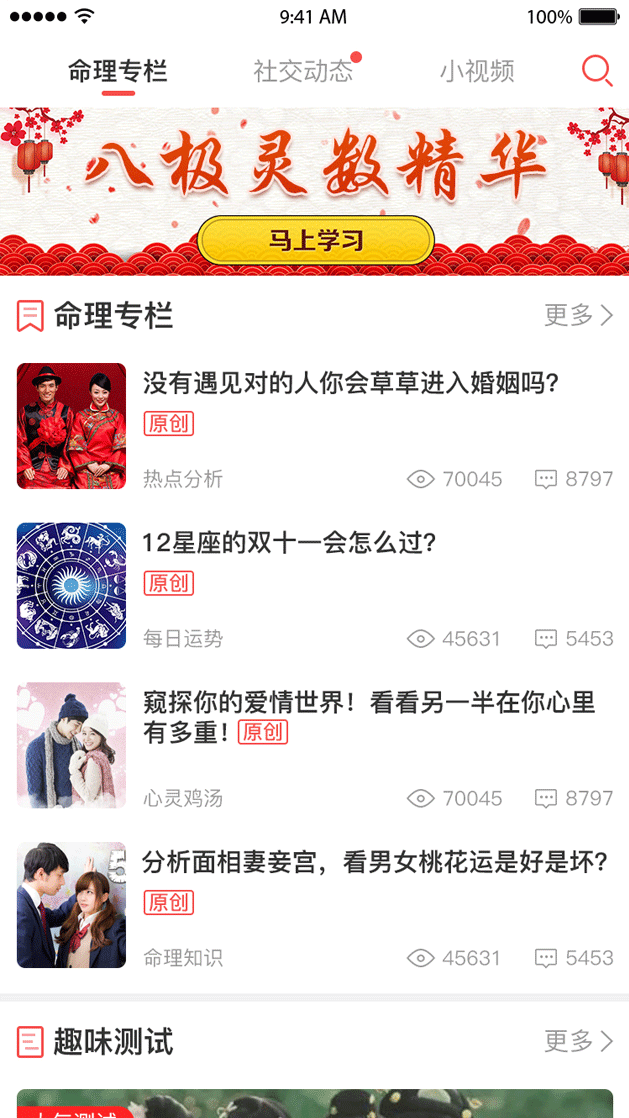 9:41 AM
100%
命理专栏
社交动态
小视频
八极灵数精华
马上学习
命理专栏
更多
没有遇见对的人你会草草进入婚姻吗?
原创
热点分析
70045
8797
12星座的双十一会怎么过?
原创
每日运势
45631
5453
窥探你的爱情世界！看看另一半在你心里
有多重！原创
心灵鸡汤
70045
8797
分析面相妻妾宫，看男女桃花运是好是坏?
原创
命理知识
45631
5453
趣味测试
更多